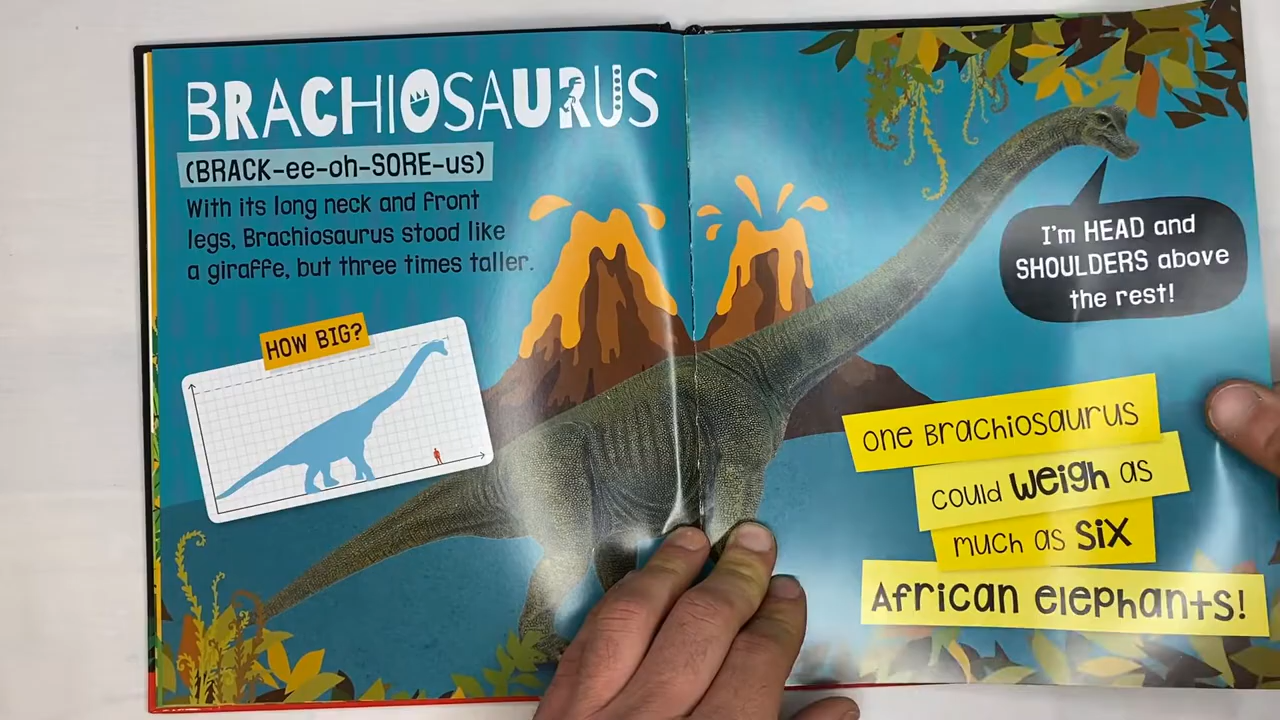 BRACHIOSAURUS
(BRACK-ee-oh-SORE-us)
With its long neck and front
legs, Brachiosaurus stood like
a giraffe, but three times taller.
HOW BIG?
I'm HEAD and
SHOULDERS above
the rest!
one Brachiosaurus
could weigh as
much as six
African elephants!